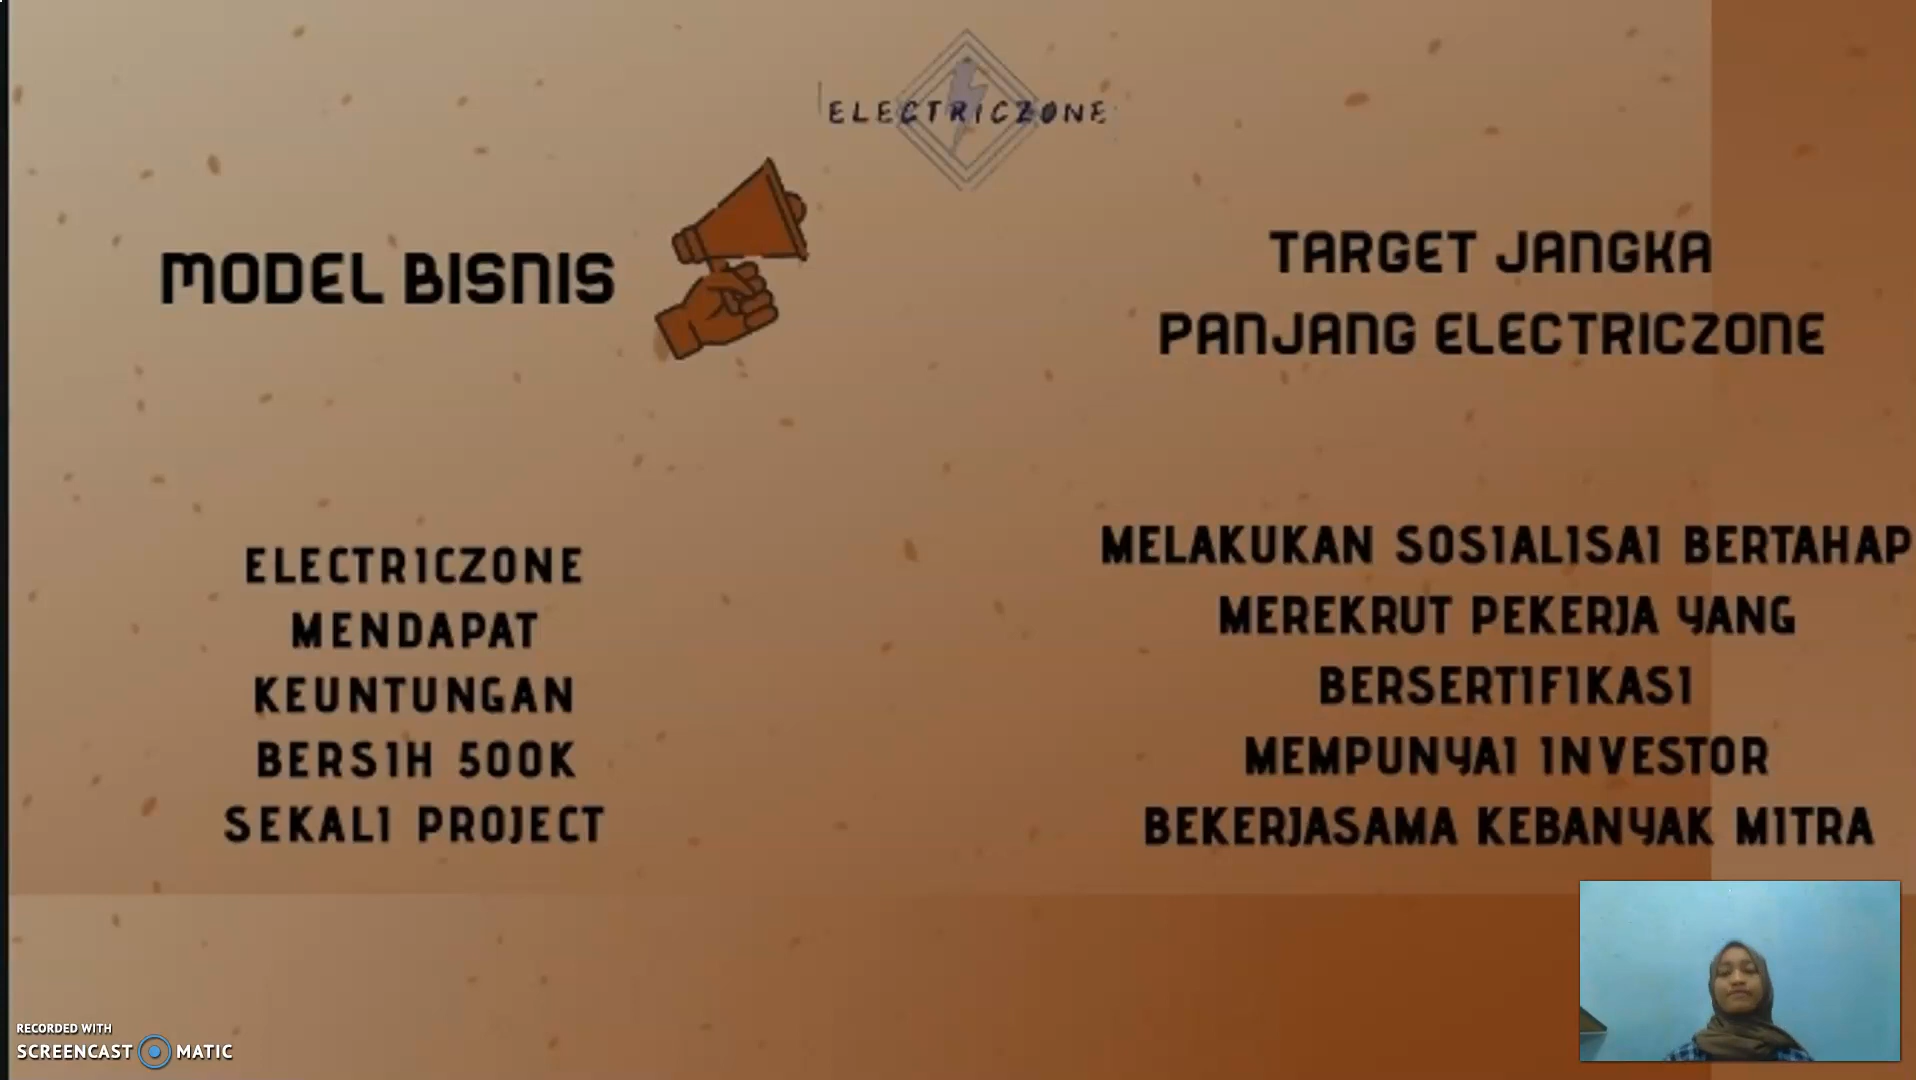 ELECTRICZONE
MODEL BISNIS
ELECTRICZONE
MENDAPAT
KEUNTUNGAN
BERSIH 500K
SEKALI PROJECT
TARGET JANGKA
PANJANG ELECTRICZONE
MELAKUKAN SOSIALISAI BERTAHAP
MEREKRUT PEKERJA YANG
BERSERTIFIKASI
MEMPUNYAI INVESTOR
BEKERJASAMA KEBANYAK MITRA
RECORDED WITH
SCREENCAST MATIC